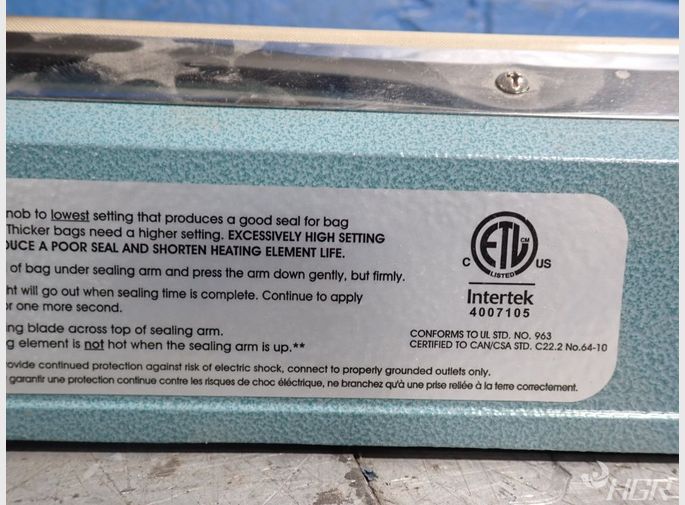 nob to lowest setting that produces a good seal for bag
Thicker bags need a higher setting. EXCESSIVELY HIGH SETTING
DUCE A POOR SEAL AND SHORTEN HEATING ELEMENT LIFE.
of bag under sealing arm and press the arm down gently, but firmly.
ht will go out when sealing time is complete. Continue to apply
or one more second.
ng blade across top of sealing arm.
g element is not hot when the sealing arm is up.**
ovide continued protection against risk of electric shock, connect to properly grounded outlets only.
garantir une protection continue contre les risques de choc éléctrique, ne branchez qu'à une prise reliée à la terre correctement.
ETL CM
C US
LISTED
Intertek
4007105
CONFORMS TO UL STD. NO. 963
CERTIFIED TO CAN/CSA STD. C22.2 No.64-10
HGR